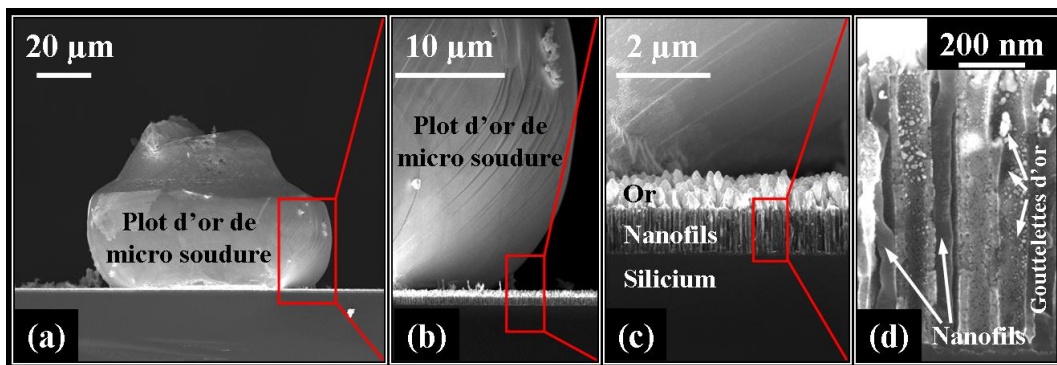 20 µm
Plot d'or de
micro soudure
(a)
10 µm
Plot d'or de
micro soudure
(b)
2 µm
Or
Nanofils
Silicium
(c)
200 nm
Gouttelettes d'or
Nanofils
(d)